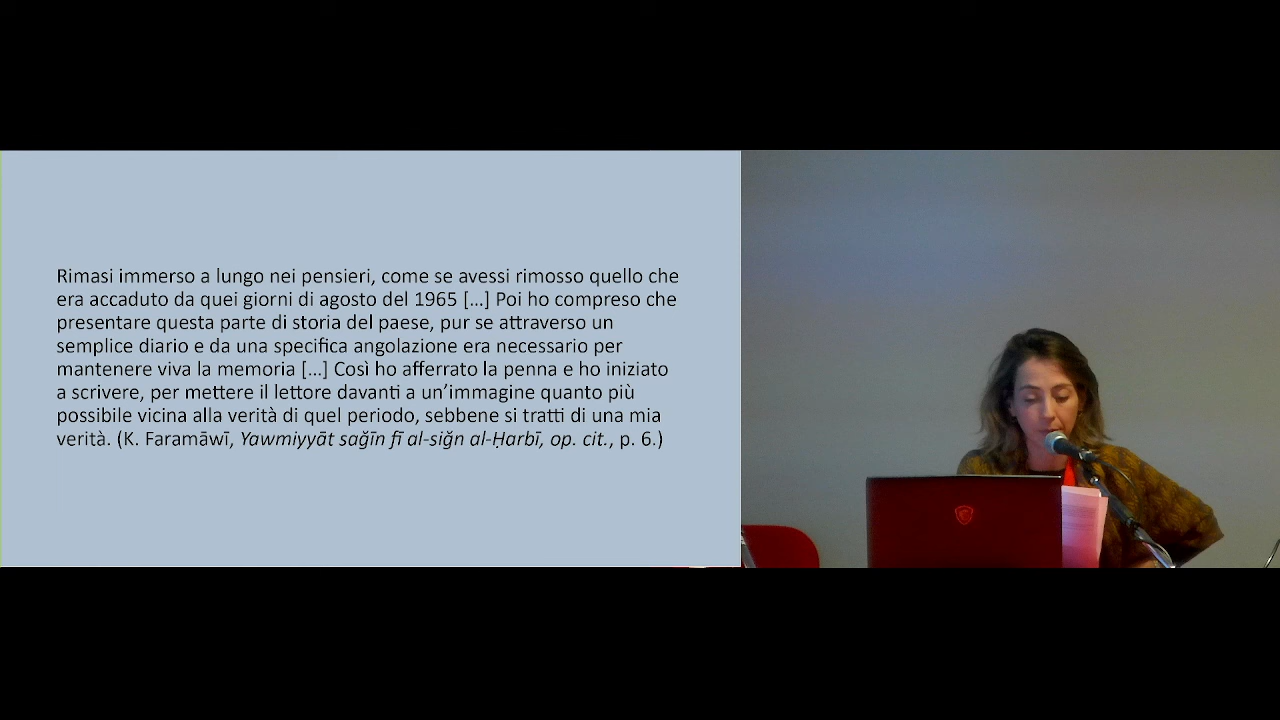 Rimasi immerso a lungo nei pensieri, come se avessi rimosso quello che
era accaduto da quei giorni di agosto del 1965 [...] Poi ho compreso che
presentare questa parte di storia del paese, pur se attraverso un
semplice diario e da una specifica angolazione era necessario per
mantenere viva la memoria [...] Così ho afferrato la penna e ho iniziato
a scrivere, per mettere il lettore davanti a un’immagine quanto più
possibile vicina alla verità di quel periodo, sebbene si tratti di una mia
verità. (K. Faramāwī, Yawmiyyāt saǧīn fī al-siǧn al-Ḥarbī, op. cit., p. 6.)